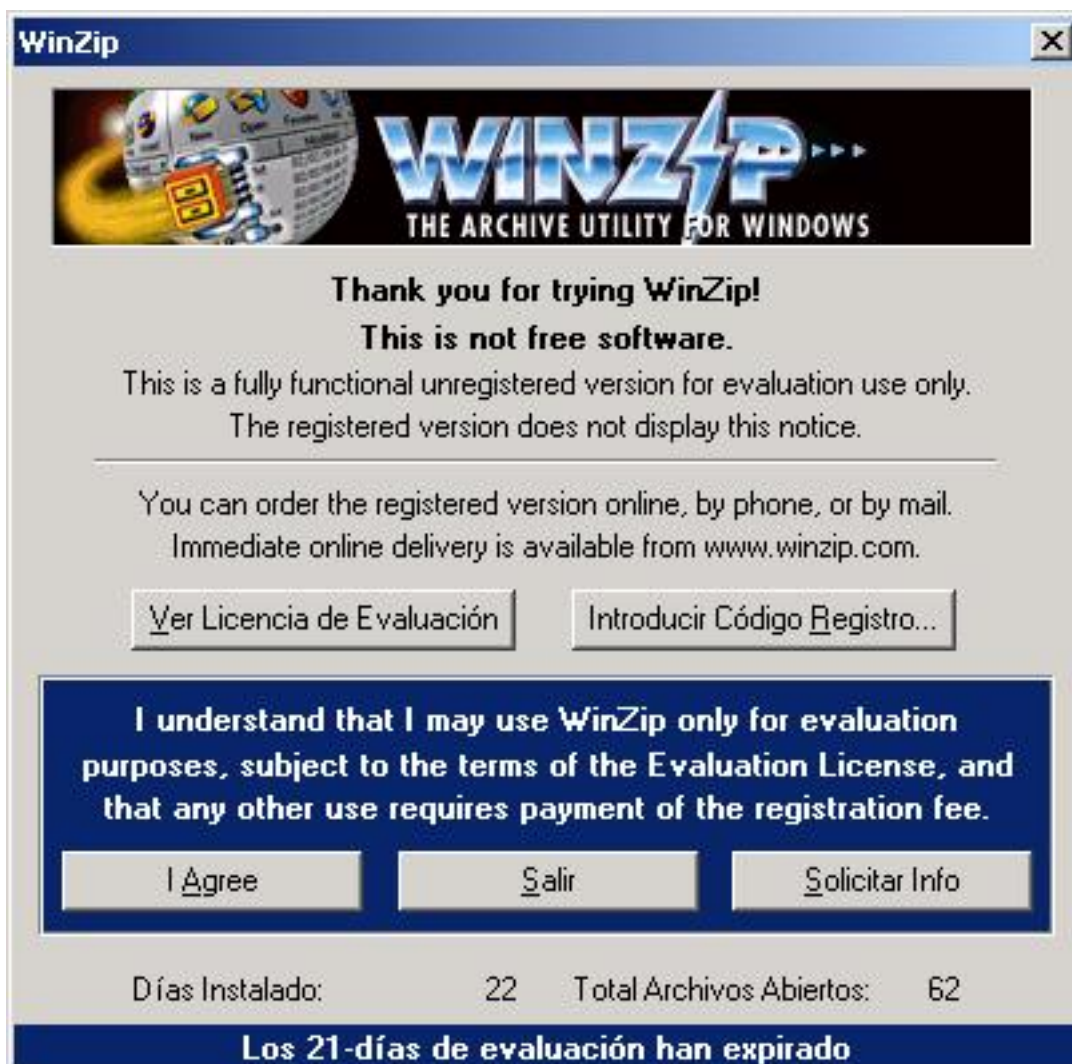 WinZip
New Open Favorites
WINZIP
THE ARCHIVE UTILITY FOR WINDOWS
Thank you for trying WinZip!
This is not free software.
This is a fully functional unregistered version for evaluation use only.
The registered version does not display this notice.
You can order the registered version online, by phone, or by mail.
Immediate online delivery is available from www.winzip.com.
Ver Licencia de Evaluación Introducir Código Registro...
I understand that I may use WinZip only for evaluation
purposes, subject to the terms of the Evaluation License, and
that any other use requires payment of the registration fee.
I Agree Salir Solicitar Info
Días Instalado: 22 Total Archivos Abiertos: 62
Los 21-días de evaluación han expirado